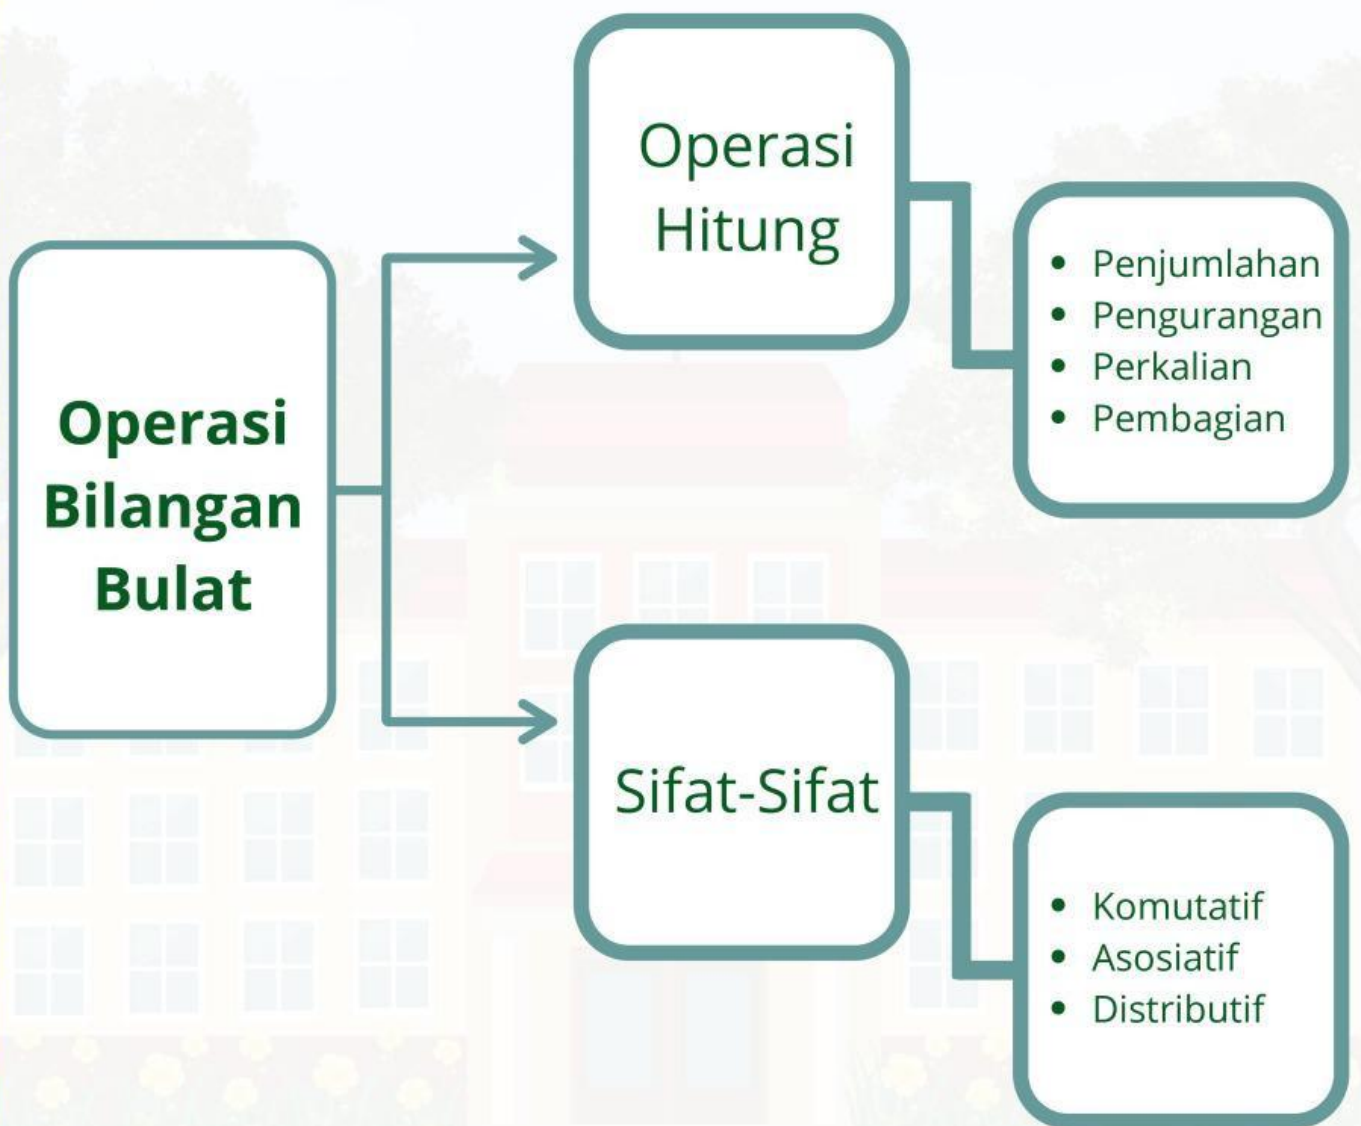 Operasi
Bilangan
Bulat
Operasi
Hitung
• Penjumlahan
• Pengurangan
• Perkalian
• Pembagian
Sifat-Sifat
• Komutatif
• Asosiatif
• Distributif